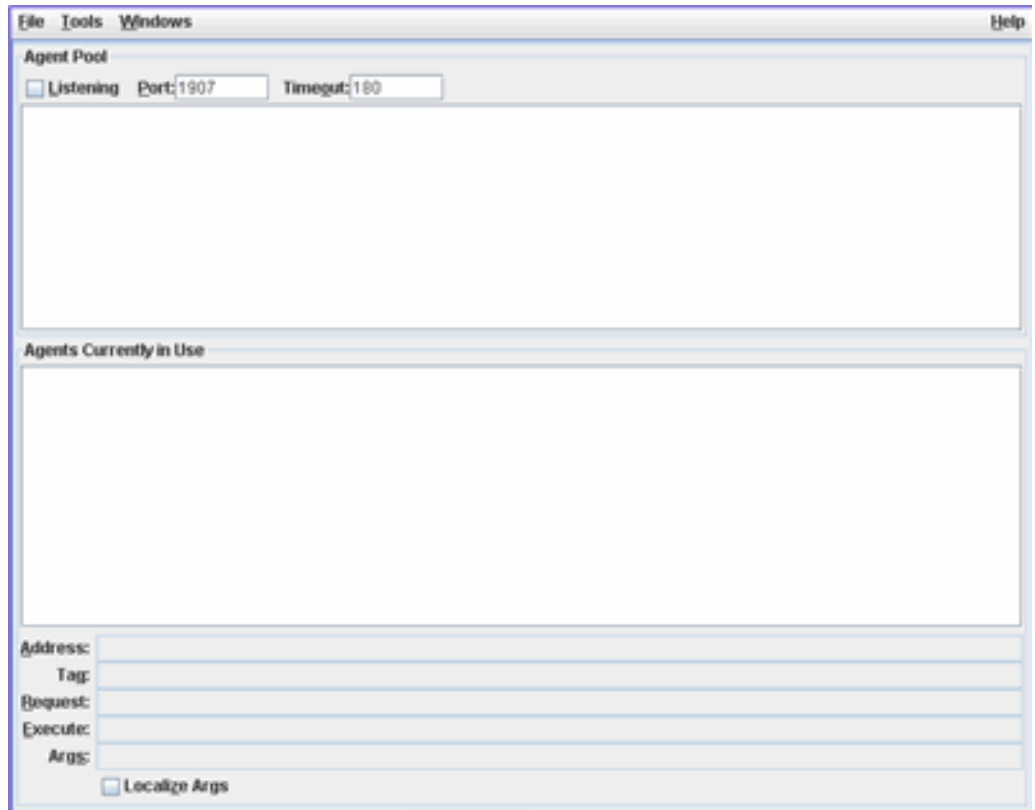 File Tools Windows Help
Agent Pool
Listening Port: 1907 Timeout: 180
Agents Currently in Use
Address:
Tag:
Request:
Execute:
Args:
Localize Args